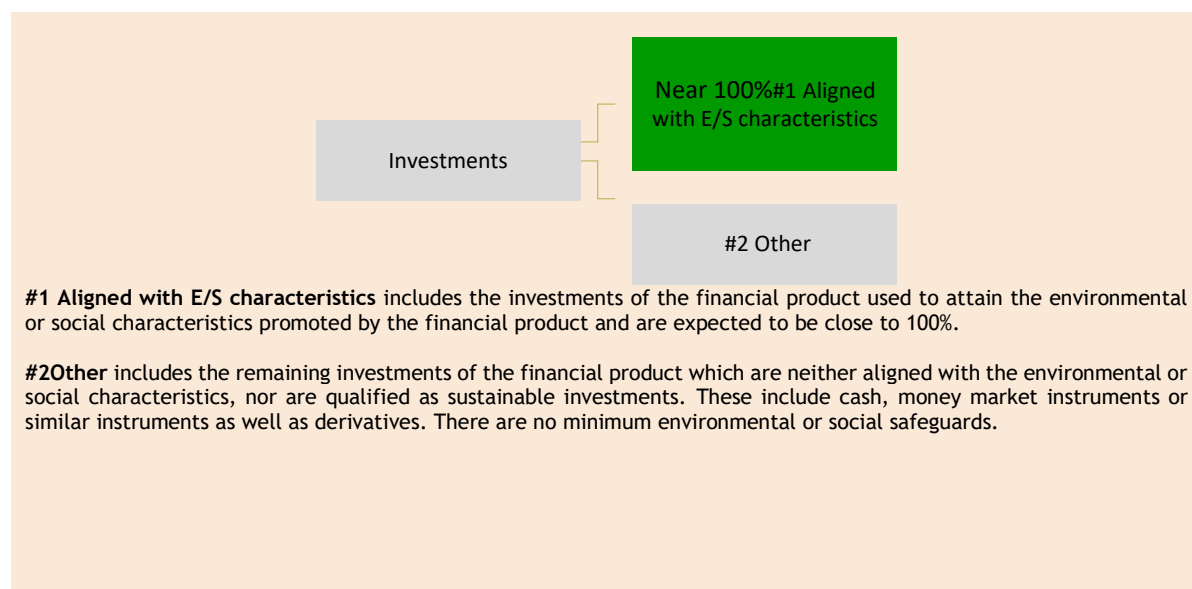 Near 100%#1 Aligned
with E/S characteristics
Investments
#2 Other
#1 Aligned with E/S characteristics includes the investments of the financial product used to attain the environmental
or social characteristics promoted by the financial product and are expected to be close to 100%.
#2Other includes the remaining investments of the financial product which are neither aligned with the environmental or
social characteristics, nor are qualified as sustainable investments. These include cash, money market instruments or
similar instruments as well as derivatives. There are no minimum environmental or social safeguards.